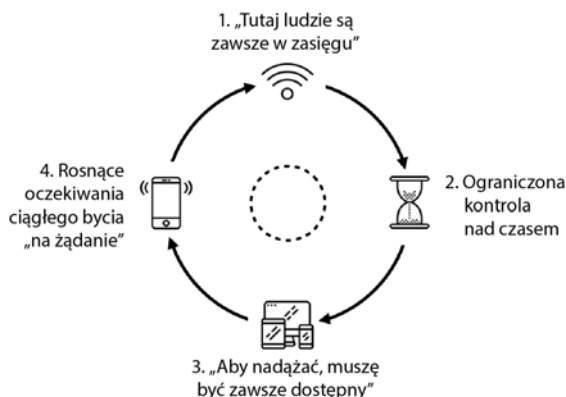 1. „Tutaj ludzie są
zawsze w zasięgu”
2. Ograniczona
kontrola
nad czasem
3. „Aby nadążać, muszę
być zawsze dostępny”
4. Rosnące
oczekiwania
ciągłego bycia
„na żądanie”